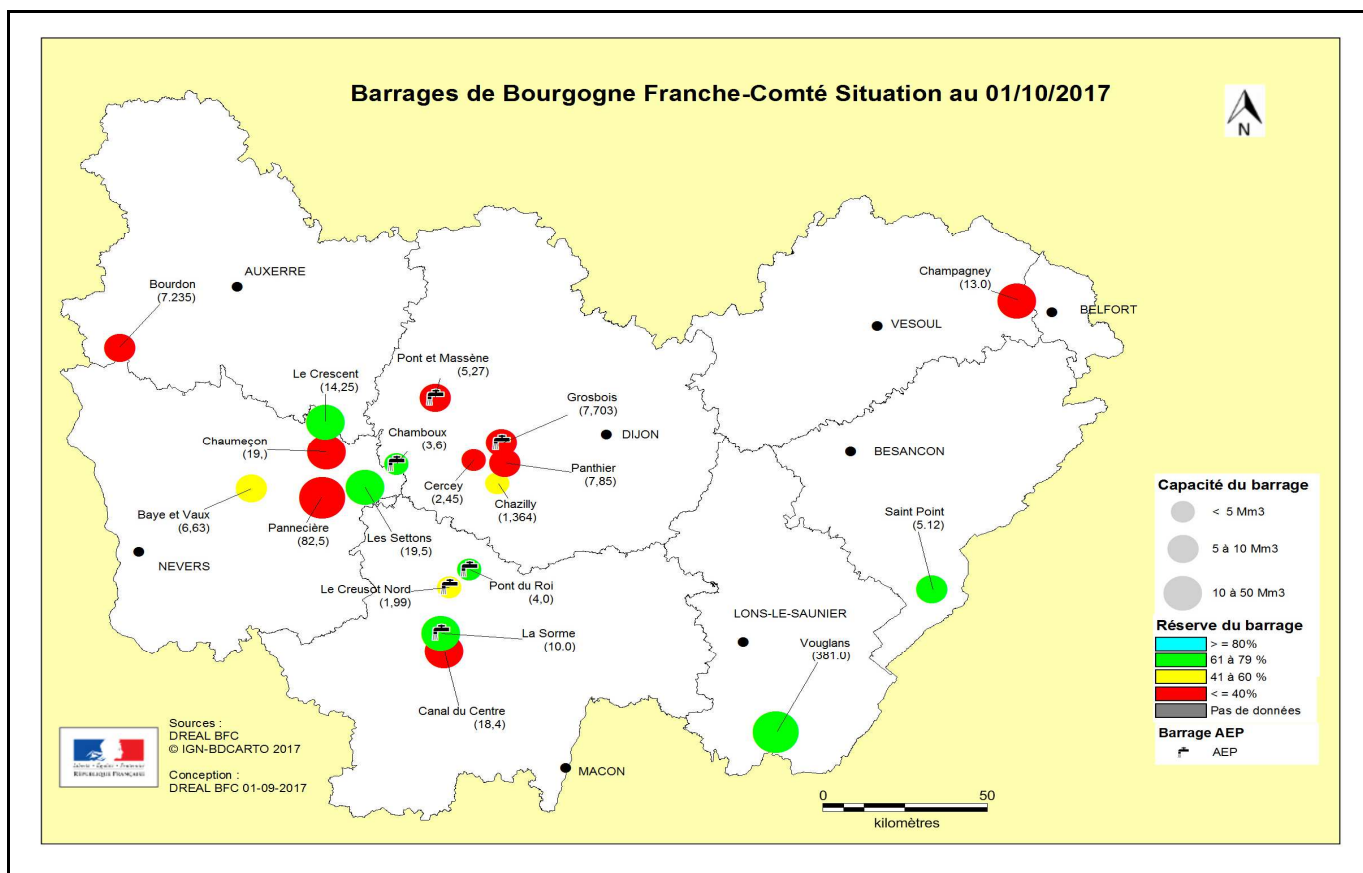 Barrages de Bourgogne Franche-Comté Situation au 01/10/2017
N
Bourdon
(7.235)
AUXERRE
Champagney
(13.0)
BELFORT
VESOUL
Pont et Massène
(5,27)
Le Crescent
(14,25)
Grosbois
(7,703)
Chamboux
(3,6)
Chaumeçon
(19,)
DIJON
BESANCON
Panthier
(7,85)
Cercey
(2,45)
Chazilly
(1,364)
Baye et Vaux
(6,63)
Pannecière
(82,5)
Les Settons
(19,5)
Saint Point
(5.12)
NEVERS
Le Creusot Nord
(1,99)
Pont du Roi
(4,0)
LONS-LE-SAUNIER
La Sorme
(10.0)
Vouglans
(381.0)
Canal du Centre
(18,4)
MACON
Capacité du barrage
< 5 Mm3
5 à 10 Mm3
10 à 50 Mm3
Réserve du barrage
> = 80%
61 à 79 %
41 à 60 %
< = 40%
Pas de données
Barrage AEP
AEP
Liberté • Égalité • Fraternité
RÉPUBLIQUE FRANÇAISE
Sources :
DREAL BFC
© IGN-BDCARTO 2017
Conception :
DREAL BFC 01-09-2017
0 50
kilomètres